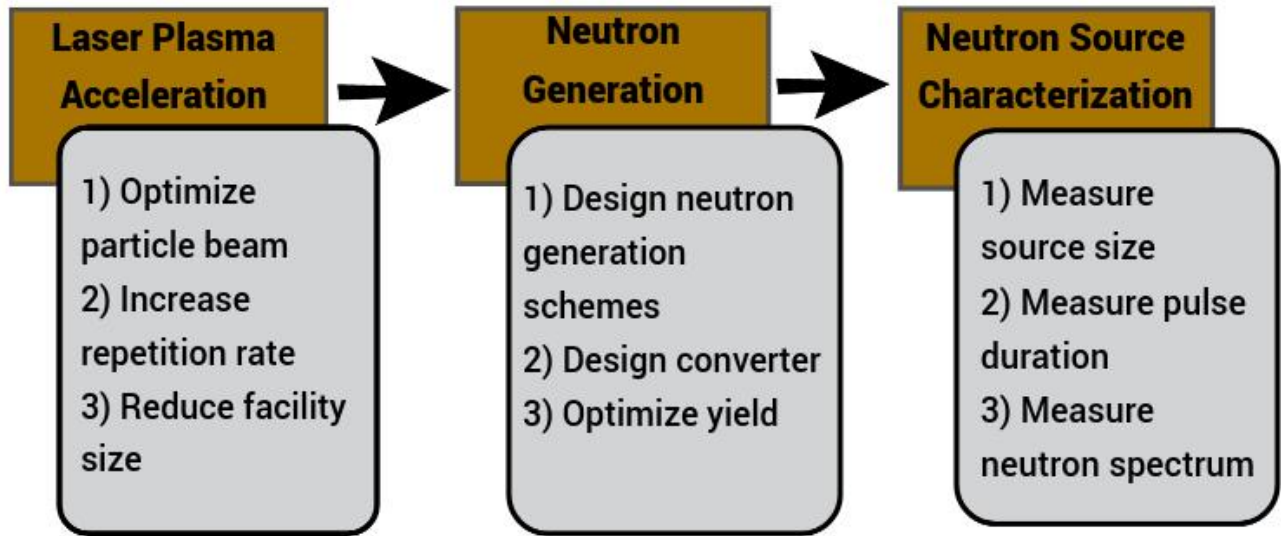 Laser Plasma
Acceleration
1) Optimize
particle beam
2) Increase
repetition rate
3) Reduce facility
size
Neutron
Generation
1) Design neutron
generation
schemes
2) Design converter
3) Optimize yield
Neutron Source
Characterization
1) Measure
source size
2) Measure pulse
duration
3) Measure
neutron spectrum